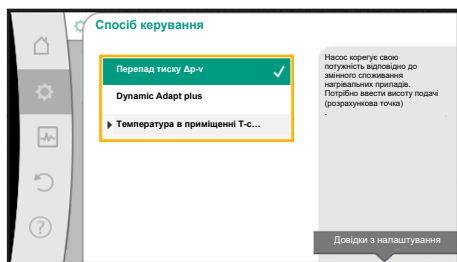 Спосіб керування
Перепад тиску Δp-v
Dynamic Adapt plus
Температура в приміщенні T-c...
Насос корегує свою
потужність відповідно до
змінного споживання
нагрівальних приладів.
Потрібно ввести висоту подачі
(розрахункова точка)
.
Довідки з налаштування